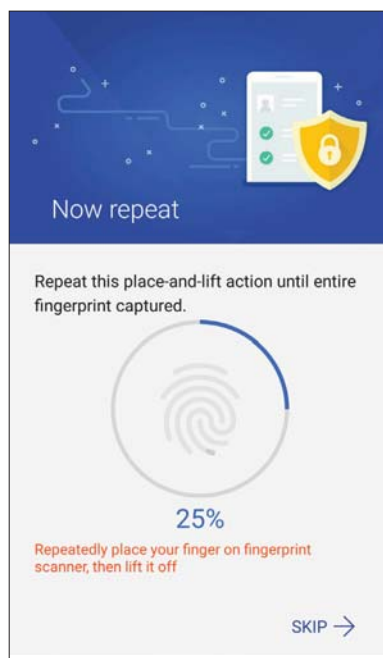 Now repeat
Repeat this place-and-lift action until entire
fingerprint captured.
25%
Repeatedly place your finger on fingerprint
scanner, then lift it off
SKIP